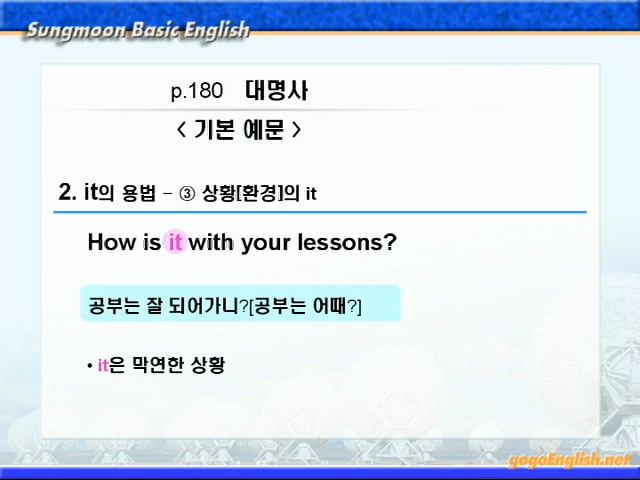 Sungmoon Basic English
p.180 대명사
< 기본 예문 >
2. it의 용법 - ③ 상황[환경]의 it
How is it with your lessons?
공부는 잘 되어가니?[공부는 어때?]
• it은 막연한 상황
gogoEnglish.net